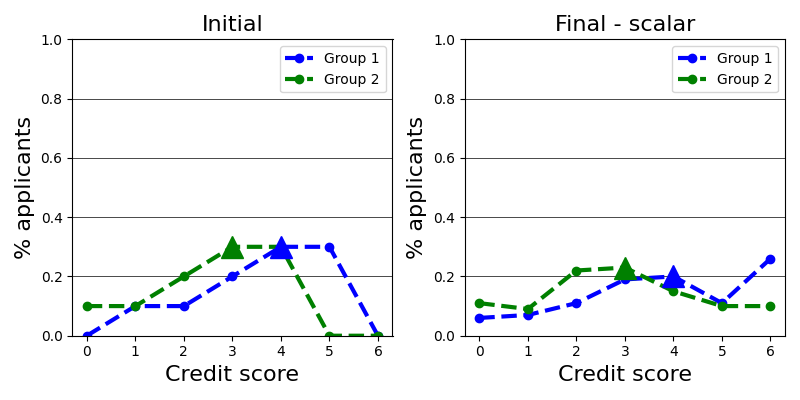 Initial
1.0
0.8
0.6
0.4
0.2
0.0
% applicants
Group 1
Group 2
0 1 2 3 4 5 6
Credit score
Final - scalar
1.0
0.8
0.6
0.4
0.2
0.0
% applicants
Group 1
Group 2
0 1 2 3 4 5 6
Credit score